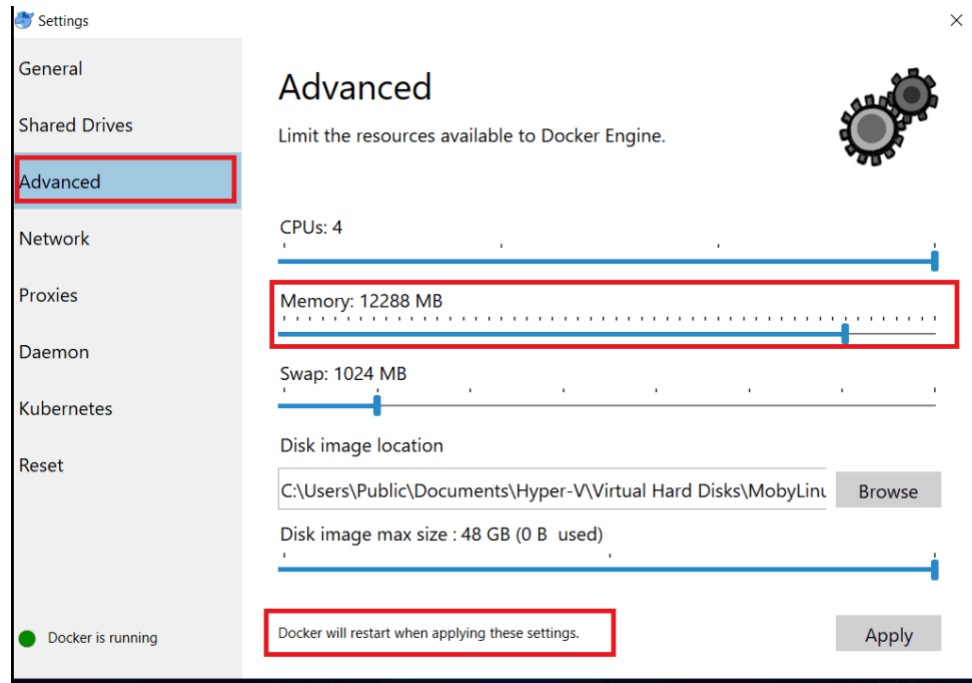 Settings
General
Shared Drives
Advanced
Network
Proxies
Daemon
Kubernetes
Reset
Docker is running
Advanced
Limit the resources available to Docker Engine.
CPUs: 4
Memory: 12288 MB
Swap: 1024 MB
Disk image location
C:\Users\Public\Documents\Hyper-V\Virtual Hard Disks\MobyLinu
Browse
Disk image max size : 48 GB (0 B  used)
Docker will restart when applying these settings.
Apply